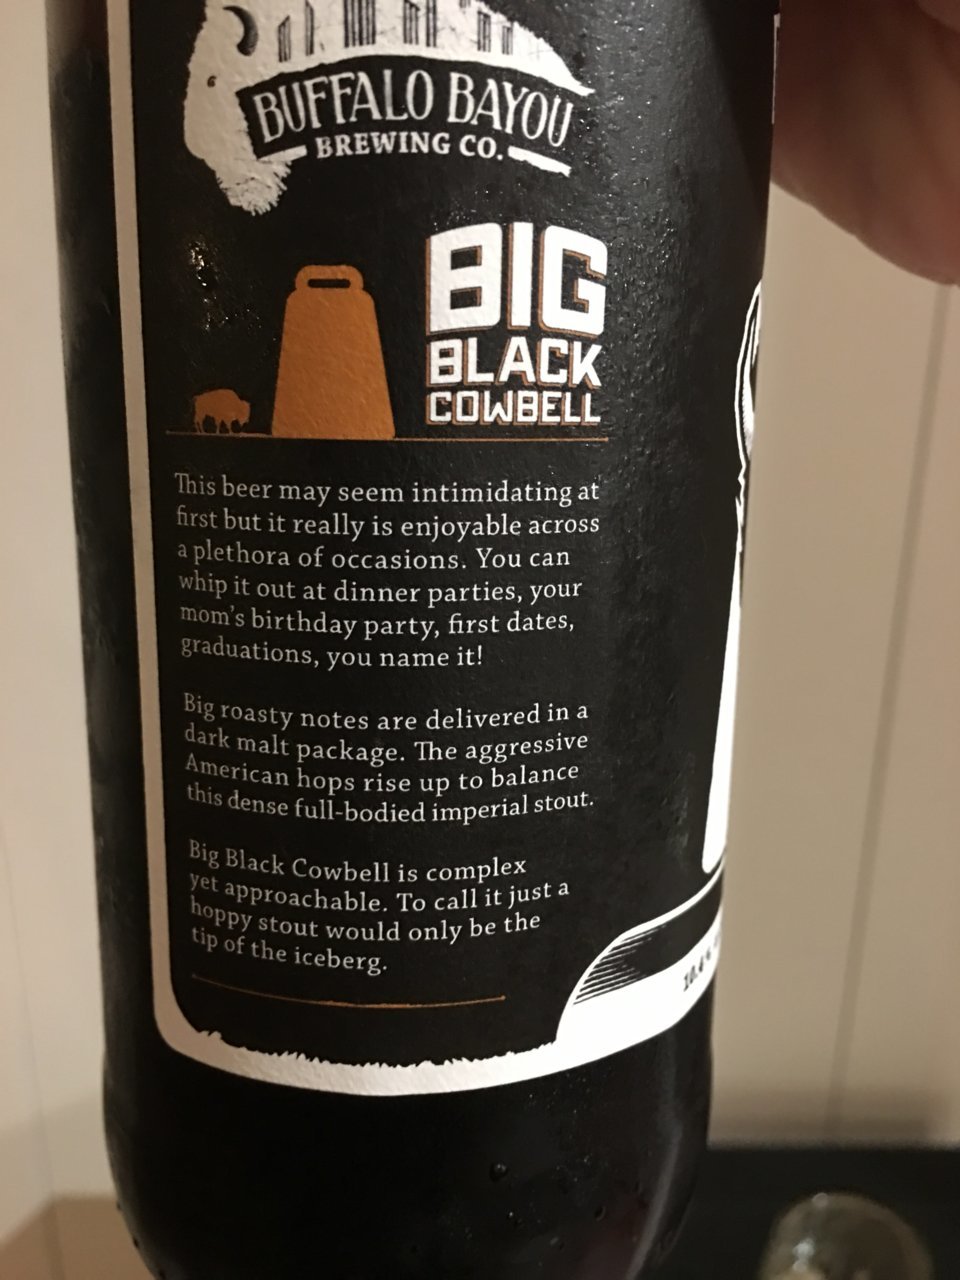 BUFFALO BAYOU
BREWING CO.
BIG
BLACK
COWBELL
This beer may seem intimidating at
first but it really is enjoyable across
a plethora of occasions. You can
whip it out at dinner parties, your
mom's birthday party, first dates,
graduations, you name it!
Big roasty notes are delivered in a
dark malt package. The aggressive
American hops rise up to balance
this dense full-bodied imperial stout.
Big Black Cowbell is complex
yet approachable. To call it just a
hoppy stout would only be the
tip of the iceberg.